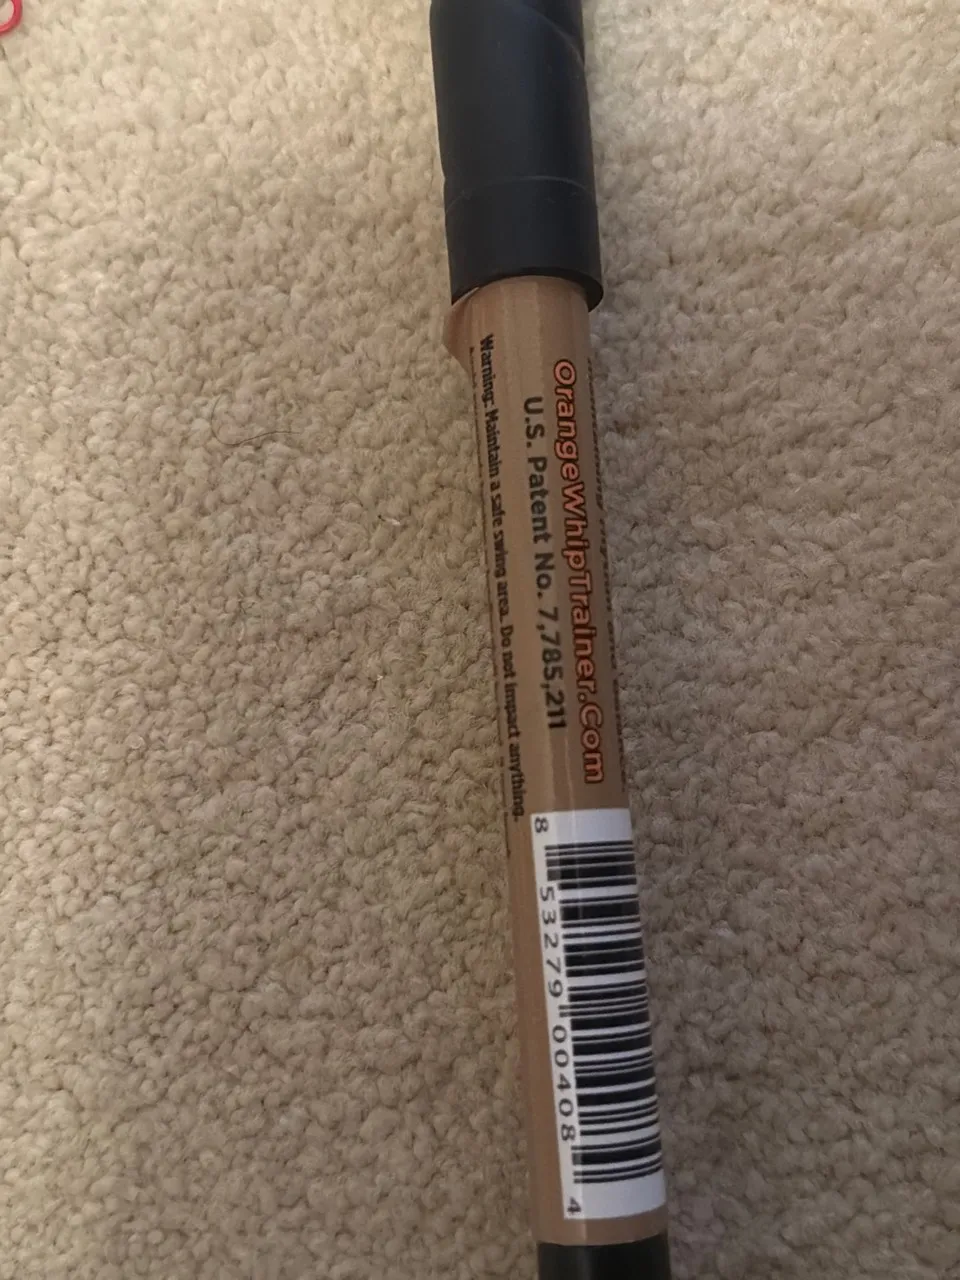 OrangeWhipTrainer.Com
U.S. Patent No. 7,785,211
Warning: Maintain a safe swing area. Do not impact anything.
8 53279 00408 4